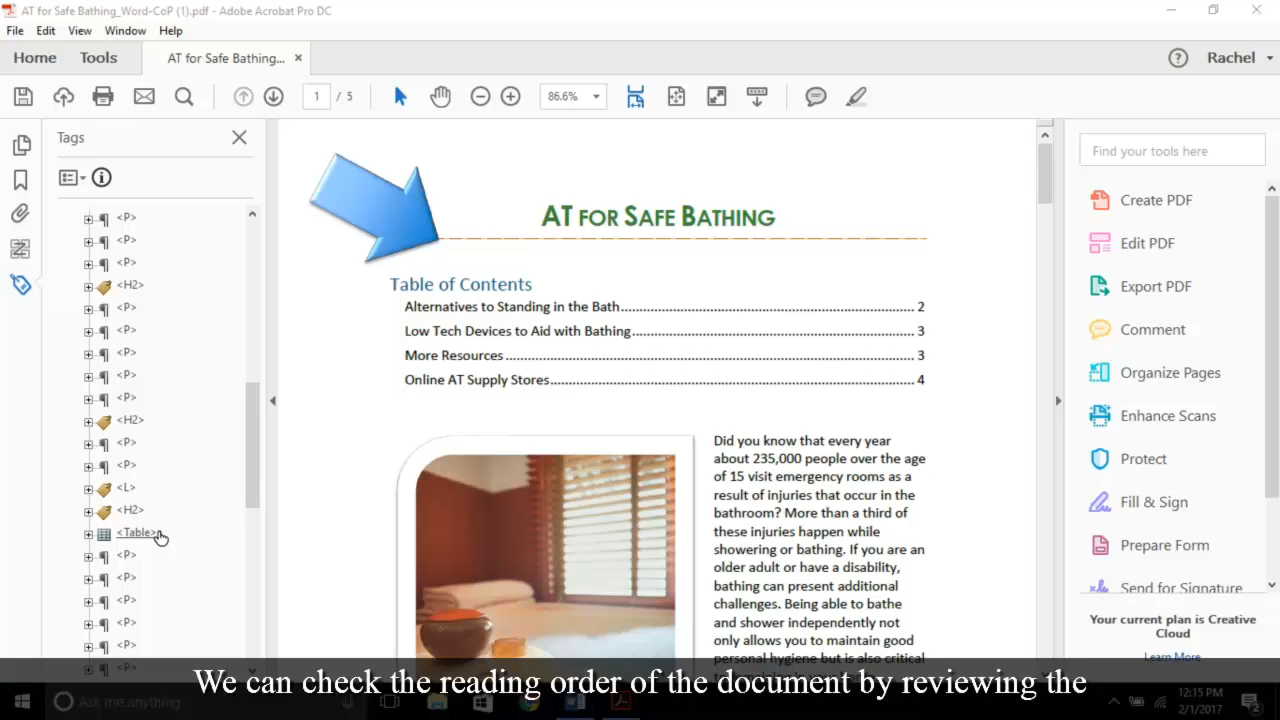 AT for Safe Bathing_Word-CoP (1).pdf - Adobe Acrobat Pro DC
File Edit View Window Help
Home Tools AT for Safe Bathing... × Rachel
1 / 5 86.6%
Tags
<P>
<P>
<P>
<H2>
<P>
<P>
<P>
<P>
<P>
<H2>
<P>
<P>
<L>
<H2>
<Table>
<P>
<P>
<P>
<P>
<P>
<P>
AT FOR SAFE BATHING
Table of Contents
Alternatives to Standing in the Bath 2
Low Tech Devices to Aid with Bathing 3
More Resources 3
Online AT Supply Stores 4
Did you know that every year
about 235,000 people over the age
of 15 visit emergency rooms as a
result of injuries that occur in the
bathroom? More than a third of
these injuries happen while
showering or bathing. If you are an
older adult or have a disability,
bathing can present additional
challenges. Being able to bathe
and shower independently not
only allows you to maintain good
personal hygiene but is also critical
Find your tools here
Create PDF
Edit PDF
Export PDF
Comment
Organize Pages
Enhance Scans
Protect
Fill & Sign
Prepare Form
Send for Signature
Your current plan is Creative
Cloud
Learn More
We can check the reading order of the document by reviewing the
Ask me anything
12:15 PM
2/1/2017